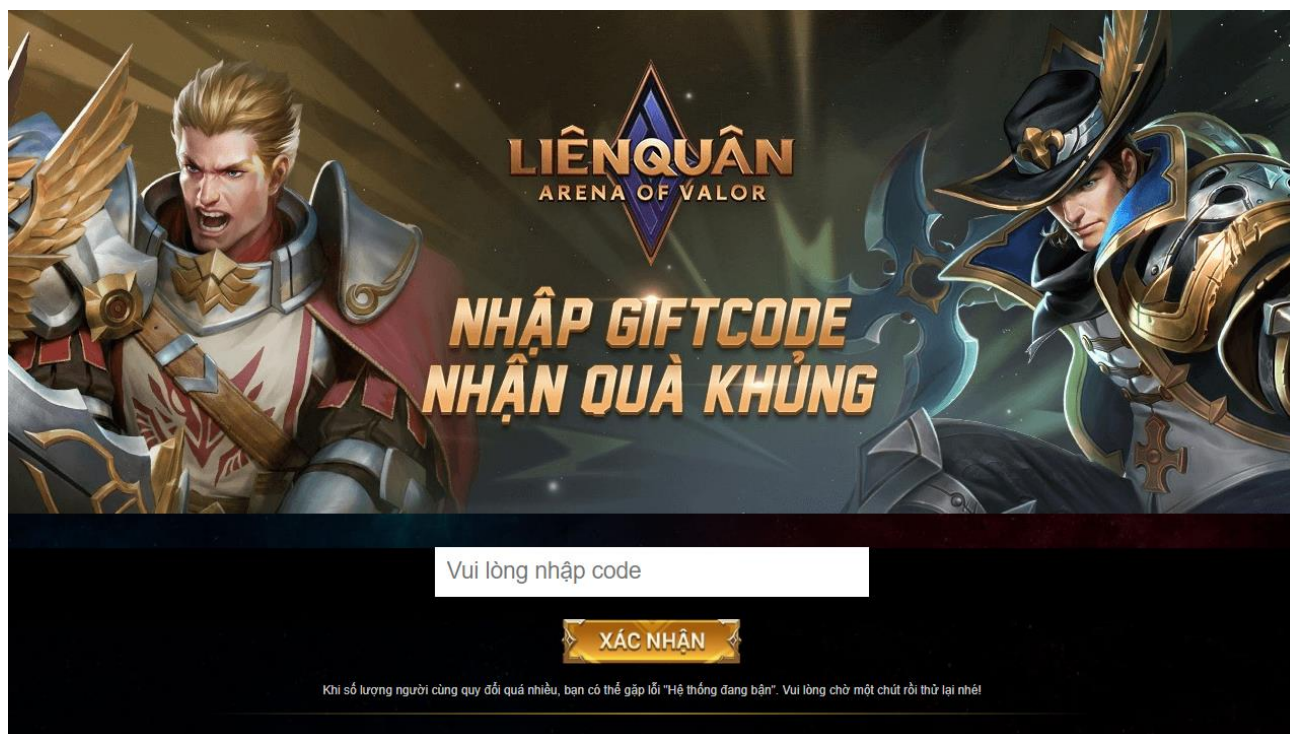 LIÊN QUÂN
ARENA OF VALOR
NHẬP GIFTCODE
NHẬN QUÀ KHỦNG
Vui lòng nhập code
XÁC NHẬN
Khi số lượng người cùng quy đổi quá nhiều, bạn có thể gặp lỗi "Hệ thống đang bận". Vui lòng chờ một chút rồi thử lại nhé!